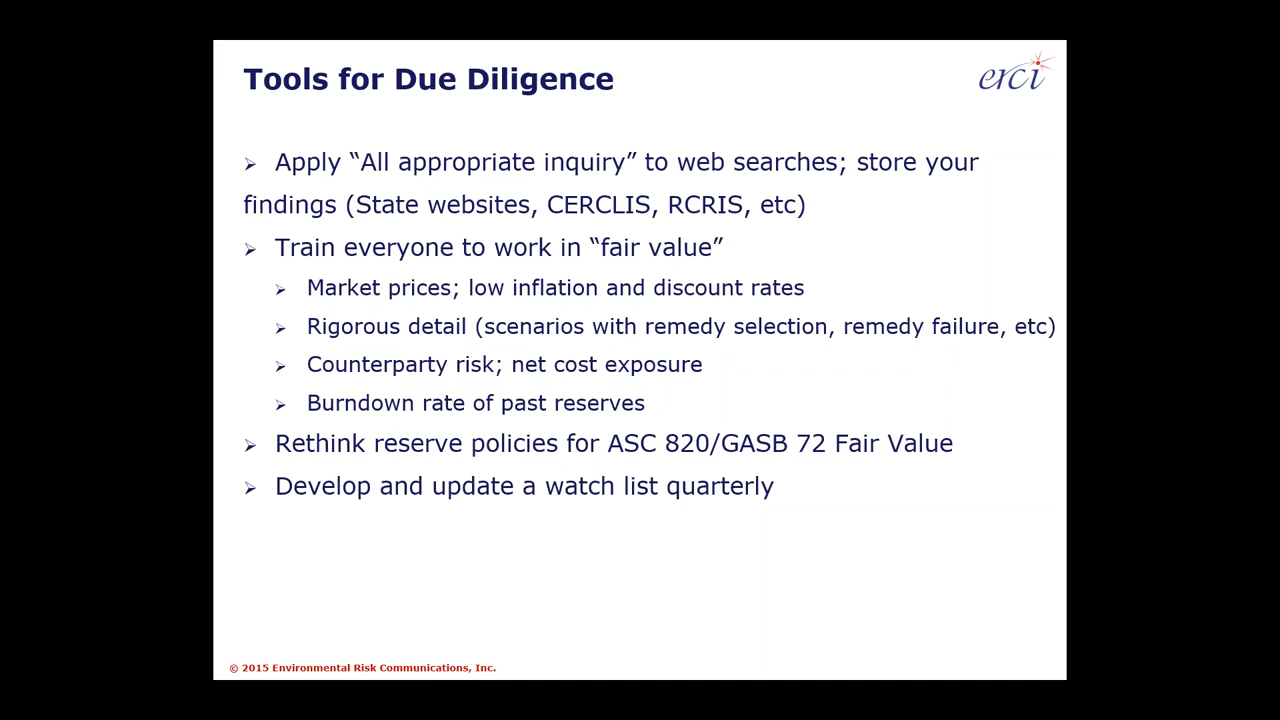 Tools for Due Diligence
erci
➢ Apply “All appropriate inquiry” to web searches; store your
findings (State websites, CERCLIS, RCRIS, etc)
➢ Train everyone to work in “fair value”
➢ Market prices; low inflation and discount rates
➢ Rigorous detail (scenarios with remedy selection, remedy failure, etc)
➢ Counterparty risk; net cost exposure
➢ Burndown rate of past reserves
➢ Rethink reserve policies for ASC 820/GASB 72 Fair Value
➢ Develop and update a watch list quarterly
© 2015 Environmental Risk Communications, Inc.